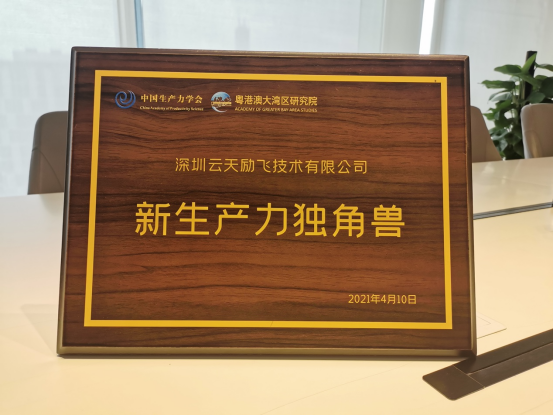 中国生产力学会
China Academy of Productivity Science
粤港澳大湾区研究院
ACADEMY OF GREATER BAY AREA STUDIES
深圳云天励飞技术有限公司
新生产力独角兽
2021年4月10日